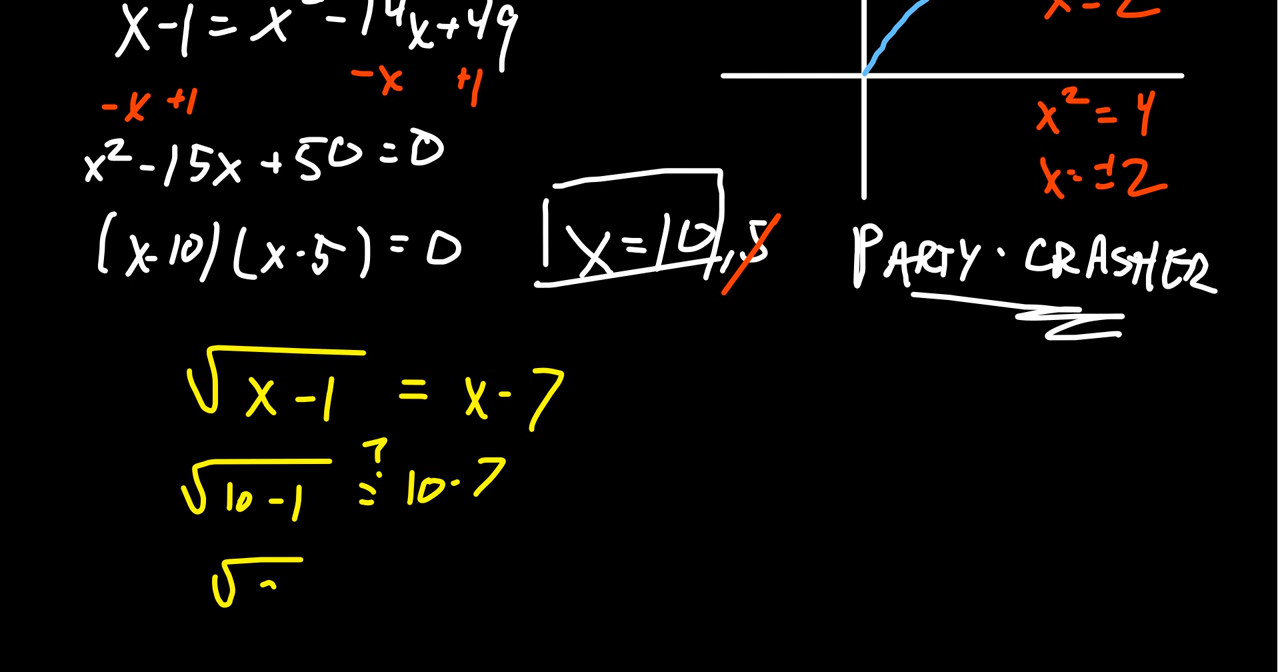 x-1 = x²-14x+49
-x +1 -x +1
x²-15x+50=0
(x-10)(x-5)=0
x=10,5
x=2
x²=4
x=±2
PARTY-CRASHER
√(x-1) = x-7
√(10-1) ?= 10-7
√